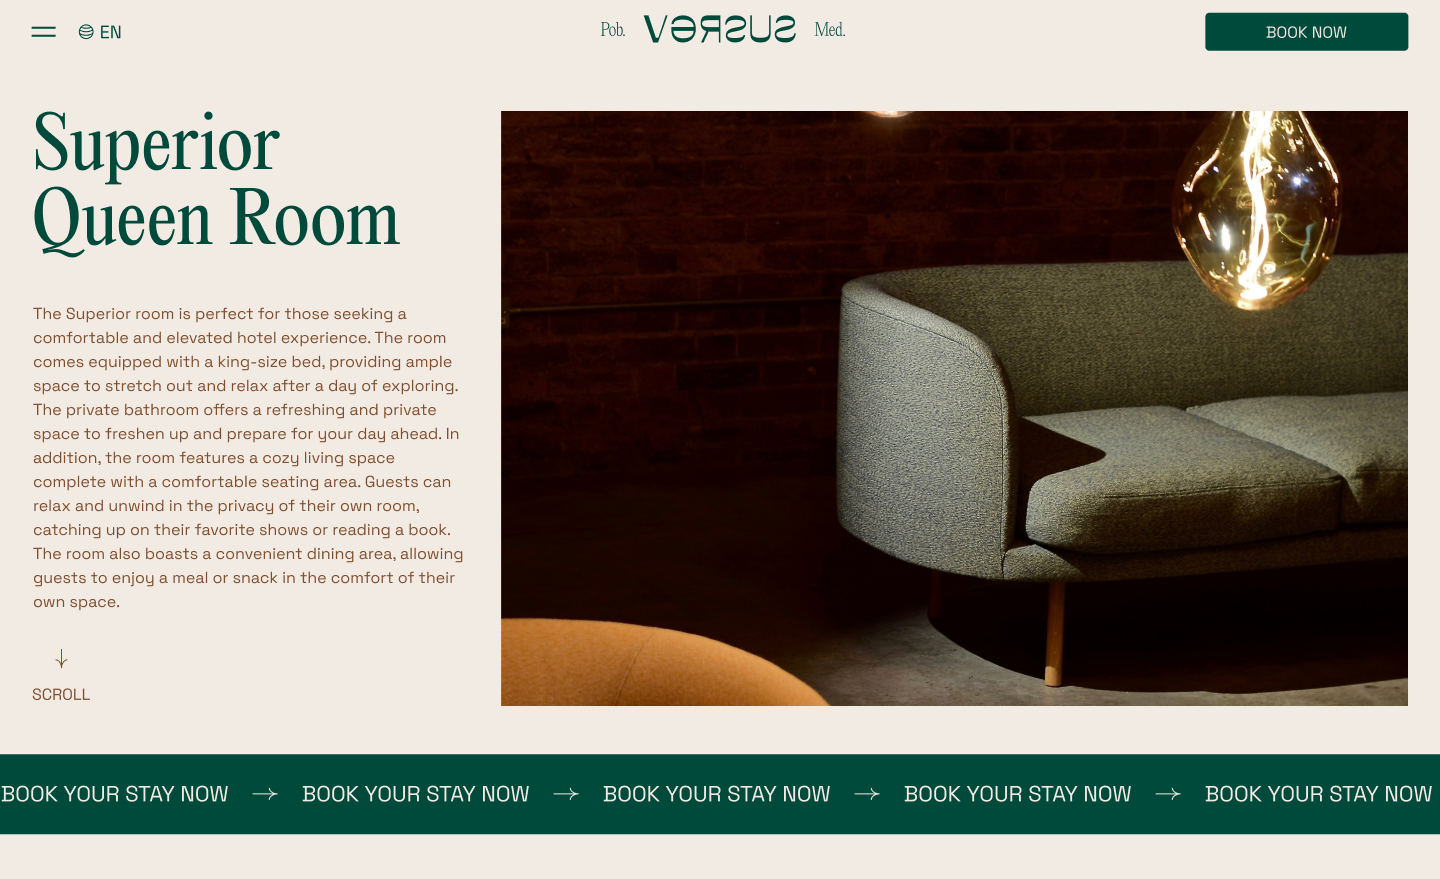 EN
Pob.
VERSUS
Med.
BOOK NOW
Superior
Queen Room
The Superior room is perfect for those seeking a
comfortable and elevated hotel experience. The room
comes equipped with a king-size bed, providing ample
space to stretch out and relax after a day of exploring.
The private bathroom offers a refreshing and private
space to freshen up and prepare for your day ahead. In
addition, the room features a cozy living space
complete with a comfortable seating area. Guests can
relax and unwind in the privacy of their own room,
catching up on their favorite shows or reading a book.
The room also boasts a convenient dining area, allowing
guests to enjoy a meal or snack in the comfort of their
own space.
SCROLL
BOOK YOUR STAY NOW → BOOK YOUR STAY NOW → BOOK YOUR STAY NOW → BOOK YOUR STAY NOW → BOOK YOUR STAY NOW